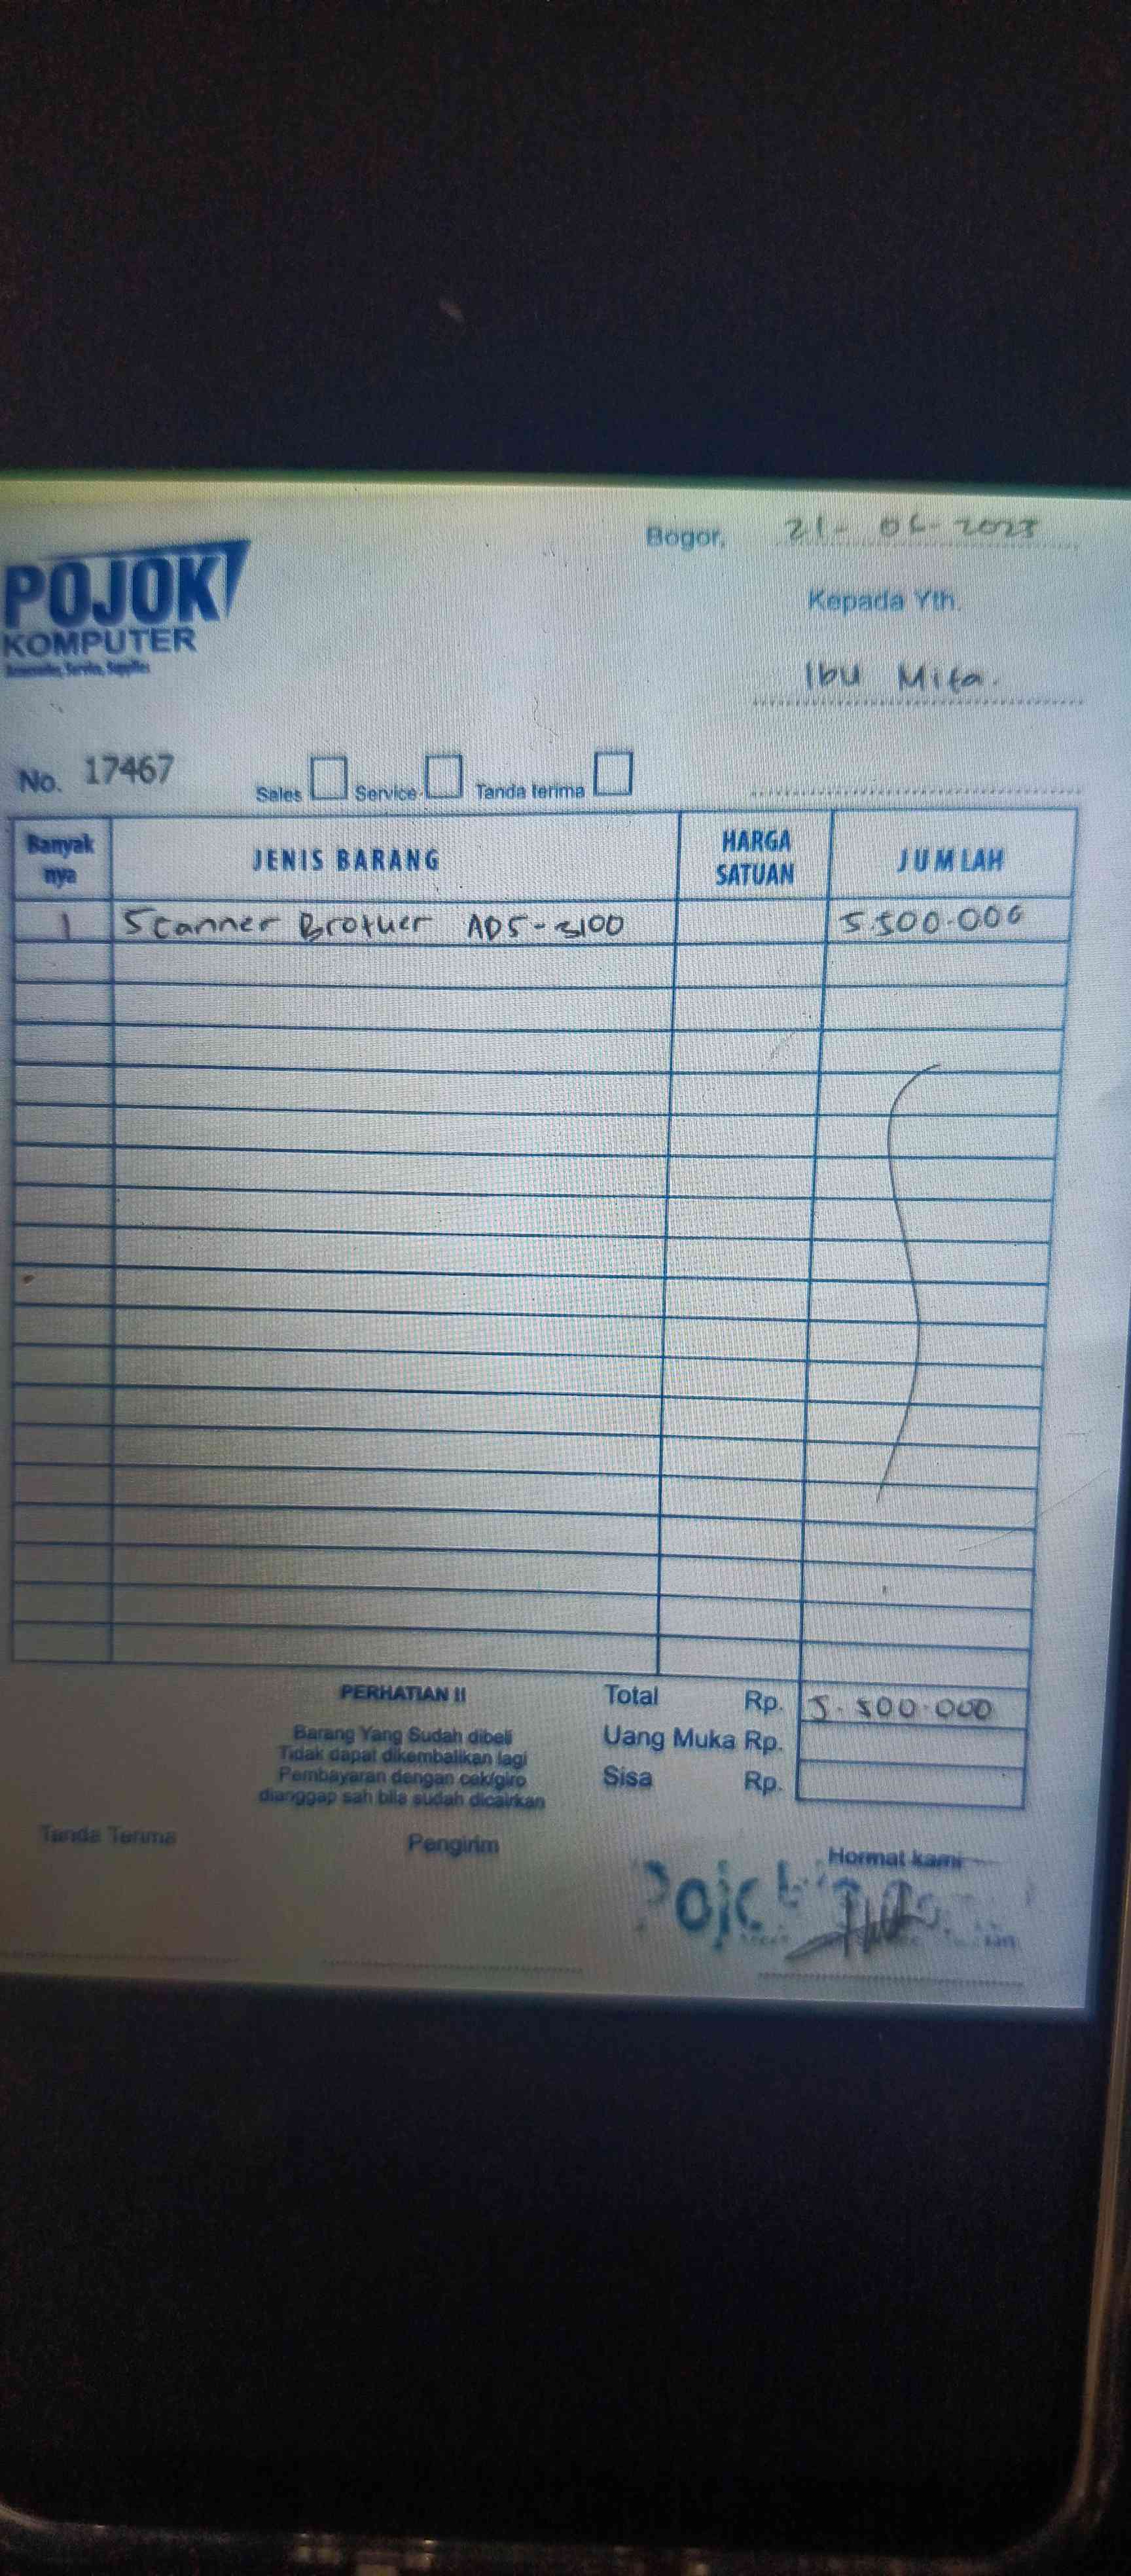 Bogor, 21-06-2023
POJOK
KOMPUTER
Kepada Yth.
Ibu Mita.
No. 17467
Sales Service Tanda terima
Banyak nya JENIS BARANG HARGA SATUAN JUMLAH
1 Scanner Brother ADS-3100 5.500.000
PERHATIAN !!
Barang Yang Sudah dibeli
Tidak dapat dikembalikan lagi
Pembayaran dengan cek/giro
dianggap sah bila sudah dicairkan
Total Rp. 5.500.000
Uang Muka Rp.
Sisa Rp.
Tanda Terima Pengirim Hormat kami